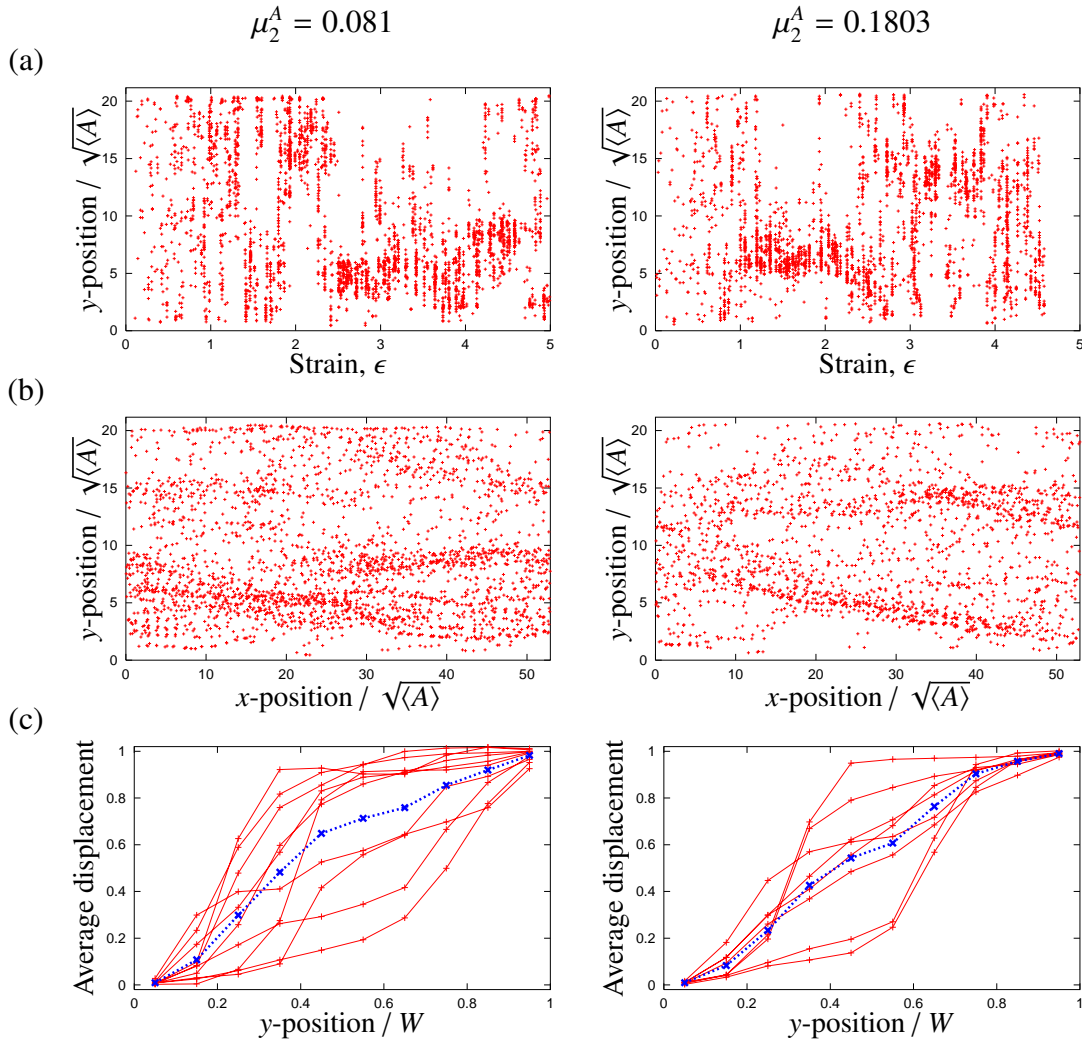 μ₂ᴬ = 0.081 μ₂ᴬ = 0.1803
(a)
y-position / √⟨A⟩
20
15
10
5
0
0 1 2 3 4 5
Strain, ϵ
y-position / √⟨A⟩
20
15
10
5
0
0 1 2 3 4 5
Strain, ϵ
(b)
y-position / √⟨A⟩
20
15
10
5
0
0 10 20 30 40 50
x-position / √⟨A⟩
y-position / √⟨A⟩
20
15
10
5
0
0 10 20 30 40 50
x-position / √⟨A⟩
(c)
Average displacement
1
0.8
0.6
0.4
0.2
0
0 0.2 0.4 0.6 0.8 1
y-position / W
Average displacement
1
0.8
0.6
0.4
0.2
0
0 0.2 0.4 0.6 0.8 1
y-position / W